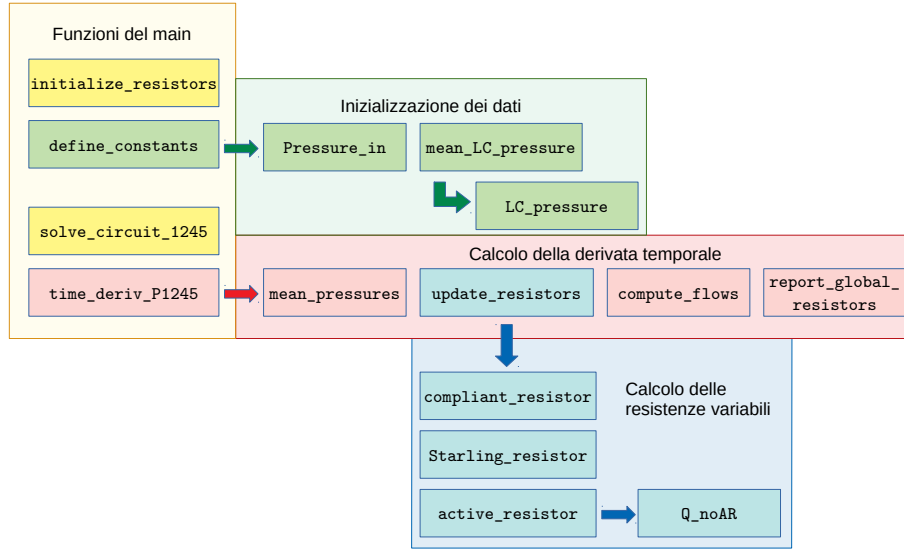 Funzioni del main
initialize_resistors
define_constants
solve_circuit_1245
time_deriv_P1245
Inizializzazione dei dati
Pressure_in
mean_LC_pressure
LC_pressure
Calcolo della derivata temporale
mean_pressures
update_resistors
compute_flows
report_global_
resistors
Calcolo delle
resistenze variabili
compliant_resistor
Starling_resistor
active_resistor
Q_noAR